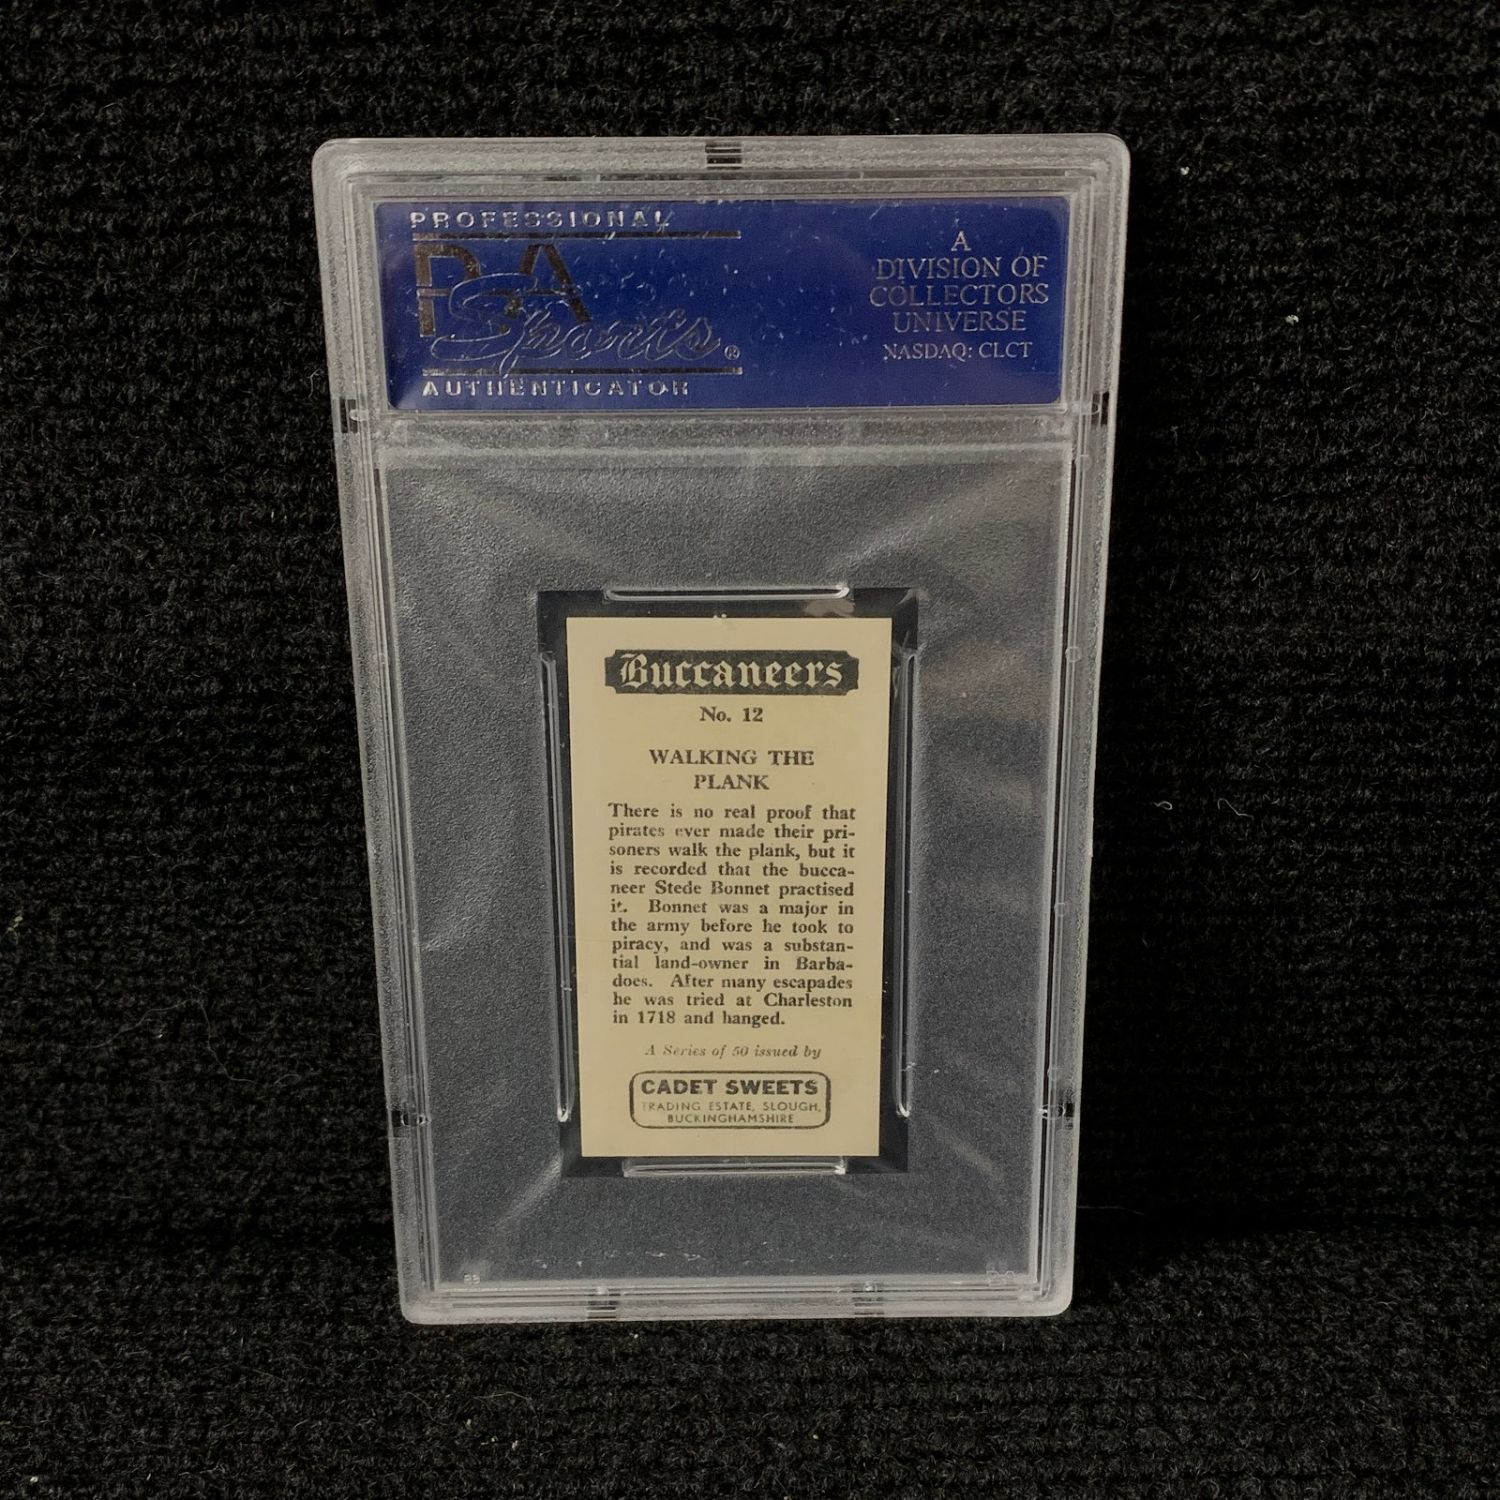 PROFESSIONAL
PSA
Sports®
AUTHENTICATOR
A
DIVISION OF
COLLECTORS
UNIVERSE
NASDAQ: CLCT
Buccaneers
No. 12
WALKING THE
PLANK
There is no real proof that
pirates ever made their pri-
soners walk the plank, but it
is recorded that the bucca-
neer Stede Bonnet practised
it. Bonnet was a major in
the army before he took to
piracy, and was a substan-
tial land-owner in Barba-
does. After many escapades
he was tried at Charleston
in 1718 and hanged.
A Series of 50 issued by
CADET SWEETS
TRADING ESTATE, SLOUGH,
BUCKINGHAMSHIRE